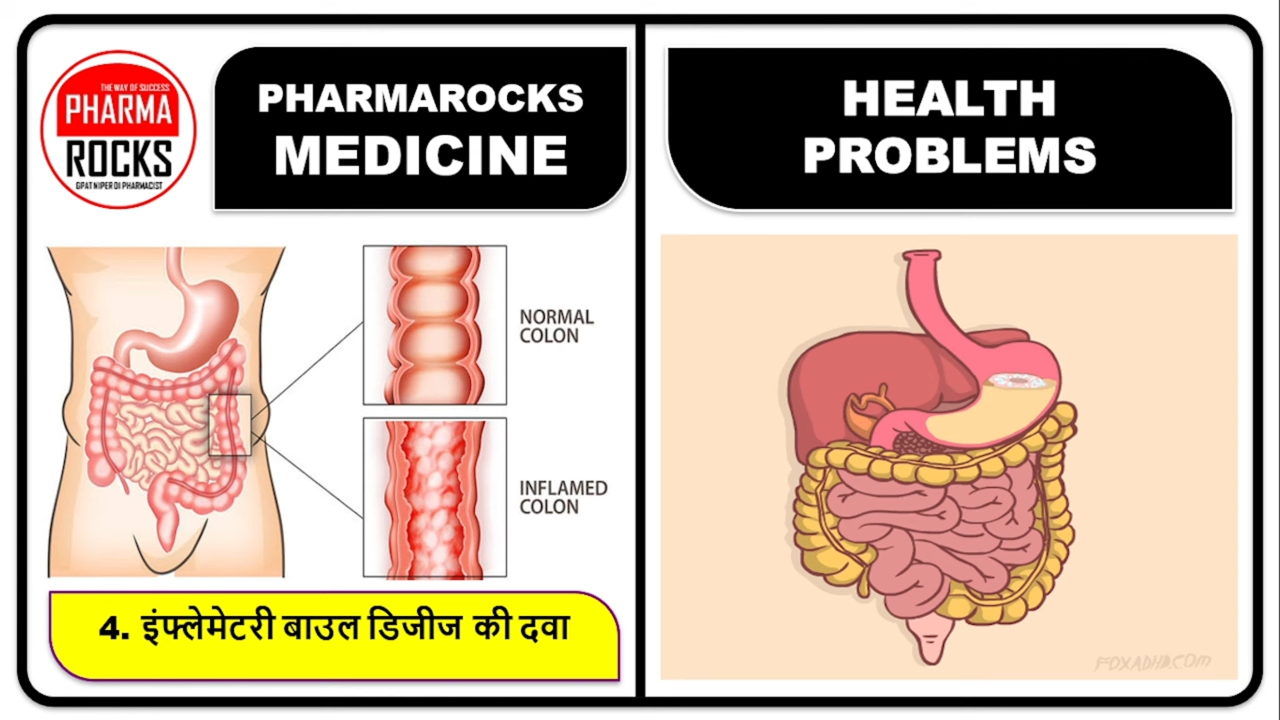 THE WAY OF SUCCESS
PHARMA
ROCKS
GPAT NIPER DI PHARMACIST
PHARMAROCKS
MEDICINE
HEALTH
PROBLEMS
NORMAL
COLON
INFLAMED
COLON
4. इंफ्लेमेटरी बाउल डिजीज की दवा
FOXADHD.COM